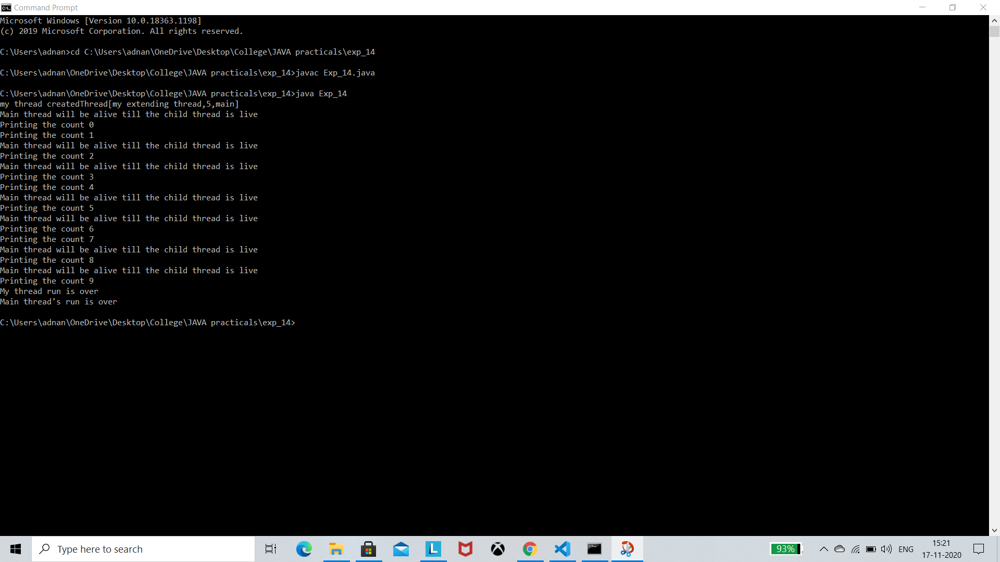 Command Prompt
Microsoft Windows [Version 10.0.18363.1198]
(c) 2019 Microsoft Corporation. All rights reserved.
C:\Users\adnan>cd C:\Users\adnan\OneDrive\Desktop\College\JAVA practicals\exp_14
C:\Users\adnan\OneDrive\Desktop\College\JAVA practicals\exp_14>javac Exp_14.java
C:\Users\adnan\OneDrive\Desktop\College\JAVA practicals\exp_14>java Exp_14
my thread createdThread[my extending thread,5,main]
Main thread will be alive till the child thread is live
Printing the count 0
Printing the count 1
Main thread will be alive till the child thread is live
Printing the count 2
Main thread will be alive till the child thread is live
Printing the count 3
Printing the count 4
Main thread will be alive till the child thread is live
Printing the count 5
Main thread will be alive till the child thread is live
Printing the count 6
Printing the count 7
Main thread will be alive till the child thread is live
Printing the count 8
Main thread will be alive till the child thread is live
Printing the count 9
My thread run is over
Main thread's run is over
C:\Users\adnan\OneDrive\Desktop\College\JAVA practicals\exp_14>
Type here to search
L
93%
ENG
15:21
17-11-2020